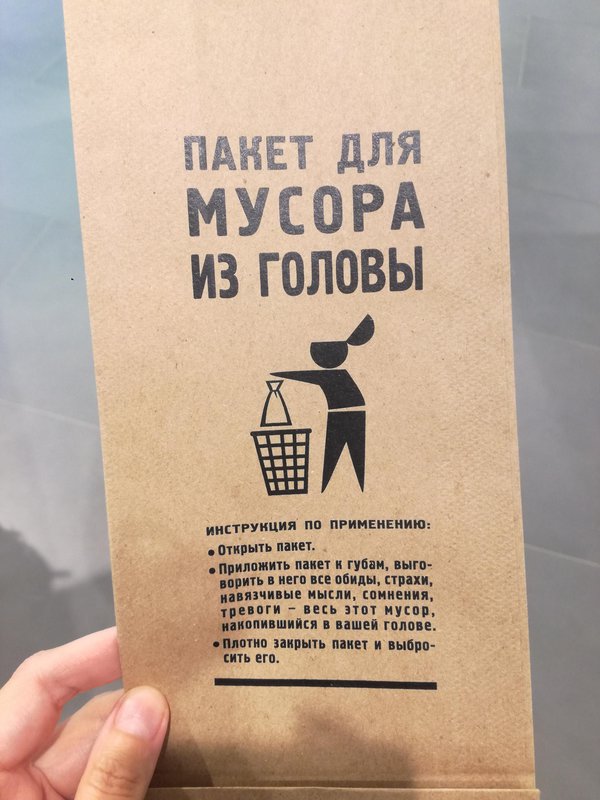 ПАКЕТ ДЛЯ
МУСОРА
ИЗ ГОЛОВЫ
ИНСТРУКЦИЯ ПО ПРИМЕНЕНИЮ:
• Открыть пакет.
• Приложить пакет к губам, выго-
ворить в него все обиды, страхи,
навязчивые мысли, сомнения,
тревоги – весь этот мусор,
накопившийся в вашей голове.
• Плотно закрыть пакет и выбро-
сить его.